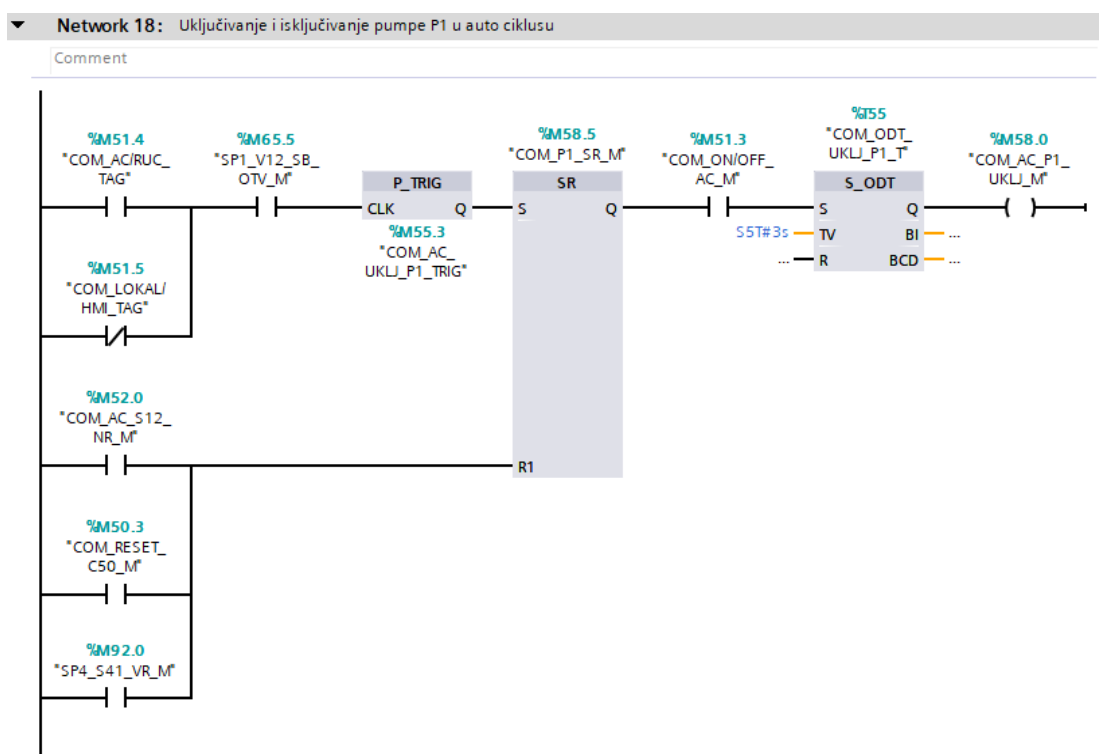 Network 18: Uključivanje i isključivanje pumpe P1 u auto ciklusu
Comment
%M51.4
"COM_AC/RUC_
TAG"
%M65.5
"SP1_V12_SB_
OTV_M"
P_TRIG
CLK Q
%M55.3
"COM_AC_
UKLJ_P1_TRIG"
%M58.5
"COM_P1_SR_M"
SR
S Q
R1
%M51.3
"COM_ON/OFF_
AC_M"
%T55
"COM_ODT_
UKLJ_P1_T"
S_ODT
S Q
S5T#3s TV BI ...
... R BCD ...
%M58.0
"COM_AC_P1_
UKLJ_M"
%M51.5
"COM_LOKAL/
HMI_TAG"
%M52.0
"COM_AC_S12_
NR_M"
%M50.3
"COM_RESET_
C50_M"
%M92.0
"SP4_S41_VR_M"